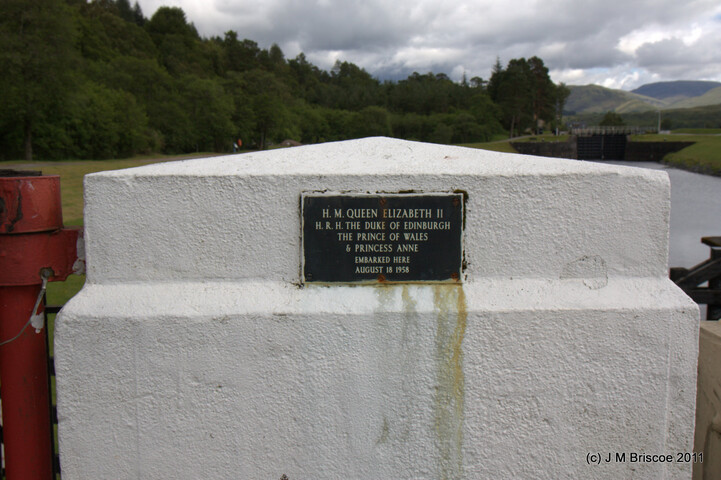 H. M. QUEEN ELIZABETH II
H. R. H. THE DUKE OF EDINBURGH
THE PRINCE OF WALES
& PRINCESS ANNE
EMBARKED HERE
AUGUST 18 1958
(c) J M Briscoe 2011